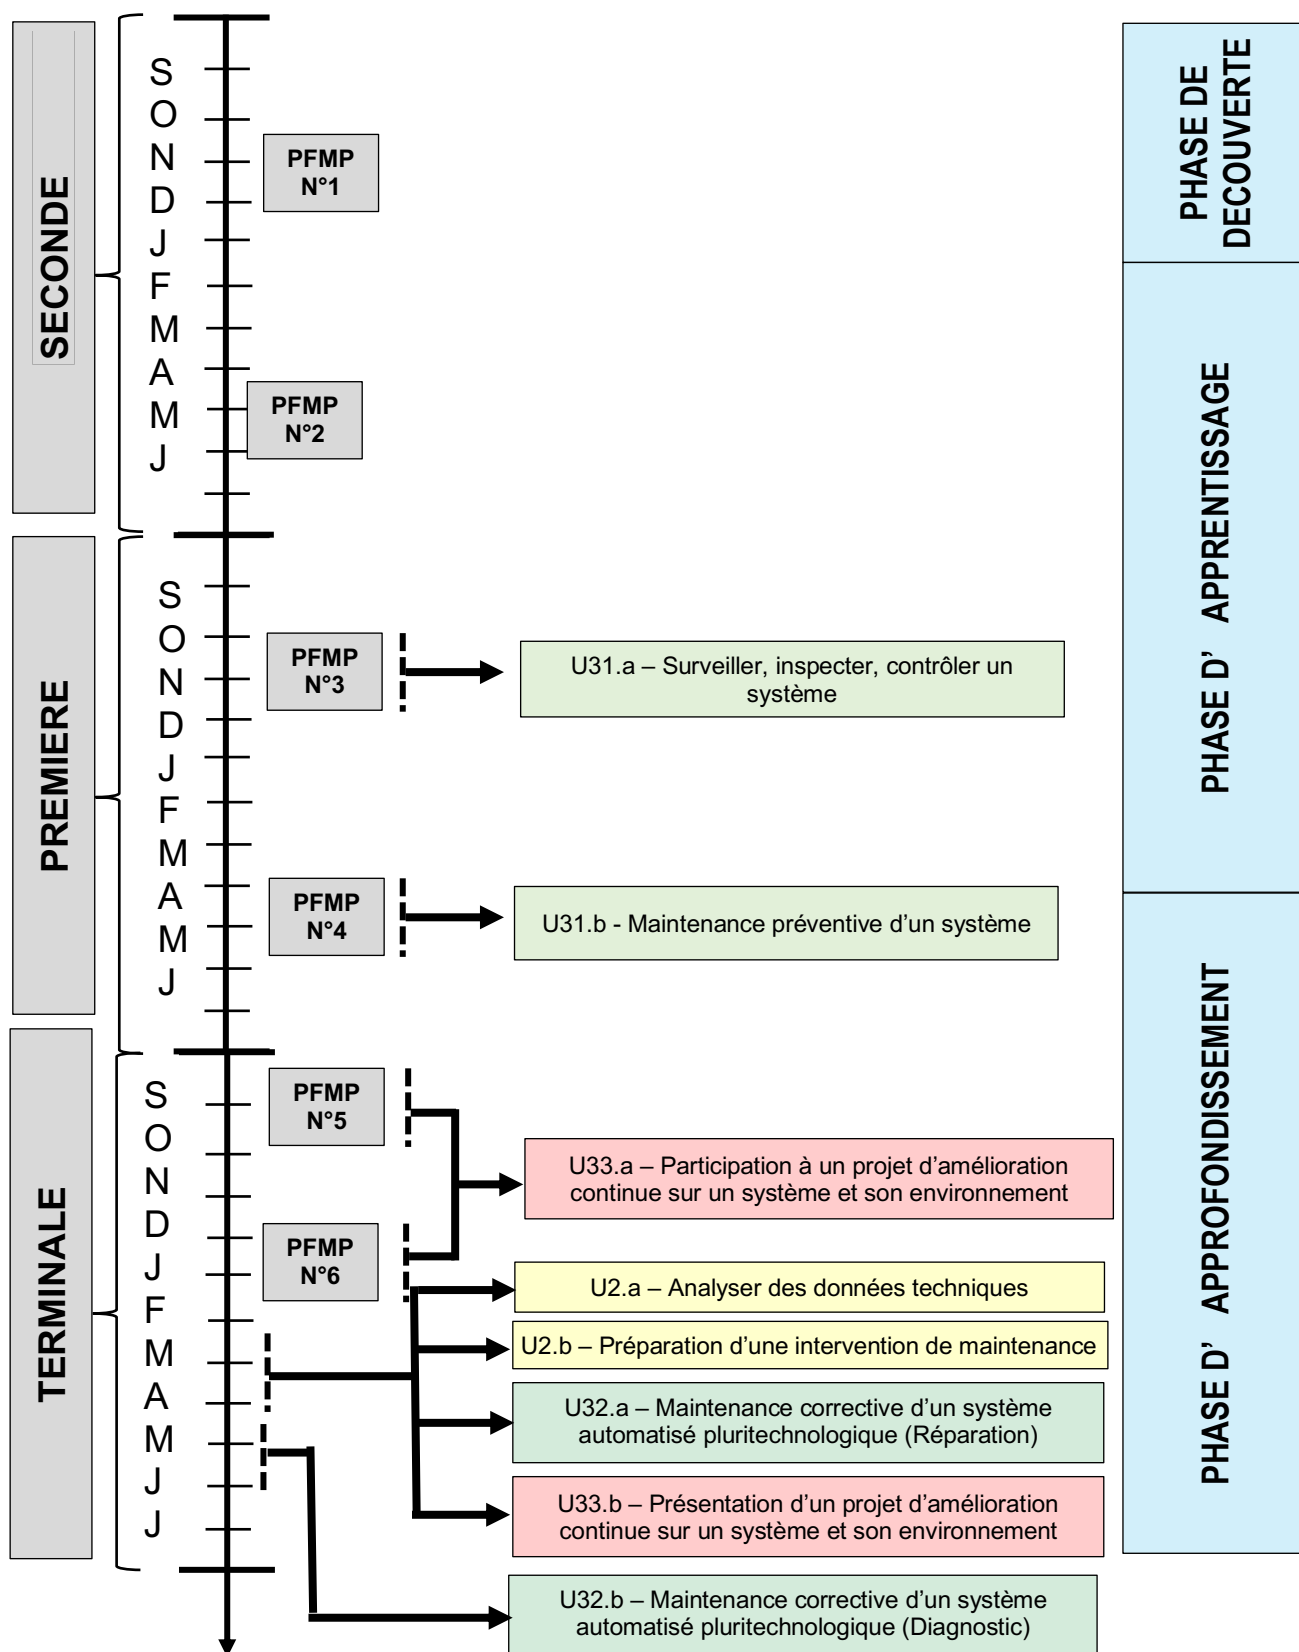 SECONDE
S
O
N
D
J
F
M
A
M
J
PFMP
N°1
PFMP
N°2
PREMIERE
S
O
N
D
J
F
M
A
M
J
PFMP
N°3
U31.a – Surveiller, inspecter, contrôler un
système
PFMP
N°4
U31.b - Maintenance préventive d’un système
TERMINALE
S
O
N
D
J
F
M
A
M
J
J
PFMP
N°5
U33.a – Participation à un projet d’amélioration
continue sur un système et son environnement
PFMP
N°6
U2.a – Analyser des données techniques
U2.b – Préparation d’une intervention de maintenance
U32.a – Maintenance corrective d’un système
automatisé pluritechnologique (Réparation)
U33.b – Présentation d’un projet d’amélioration
continue sur un système et son environnement
U32.b – Maintenance corrective d’un système
automatisé pluritechnologique (Diagnostic)
PHASE DE
DECOUVERTE
PHASE D’ APPRENTISSAGE
PHASE D’ APPROFONDISSEMENT